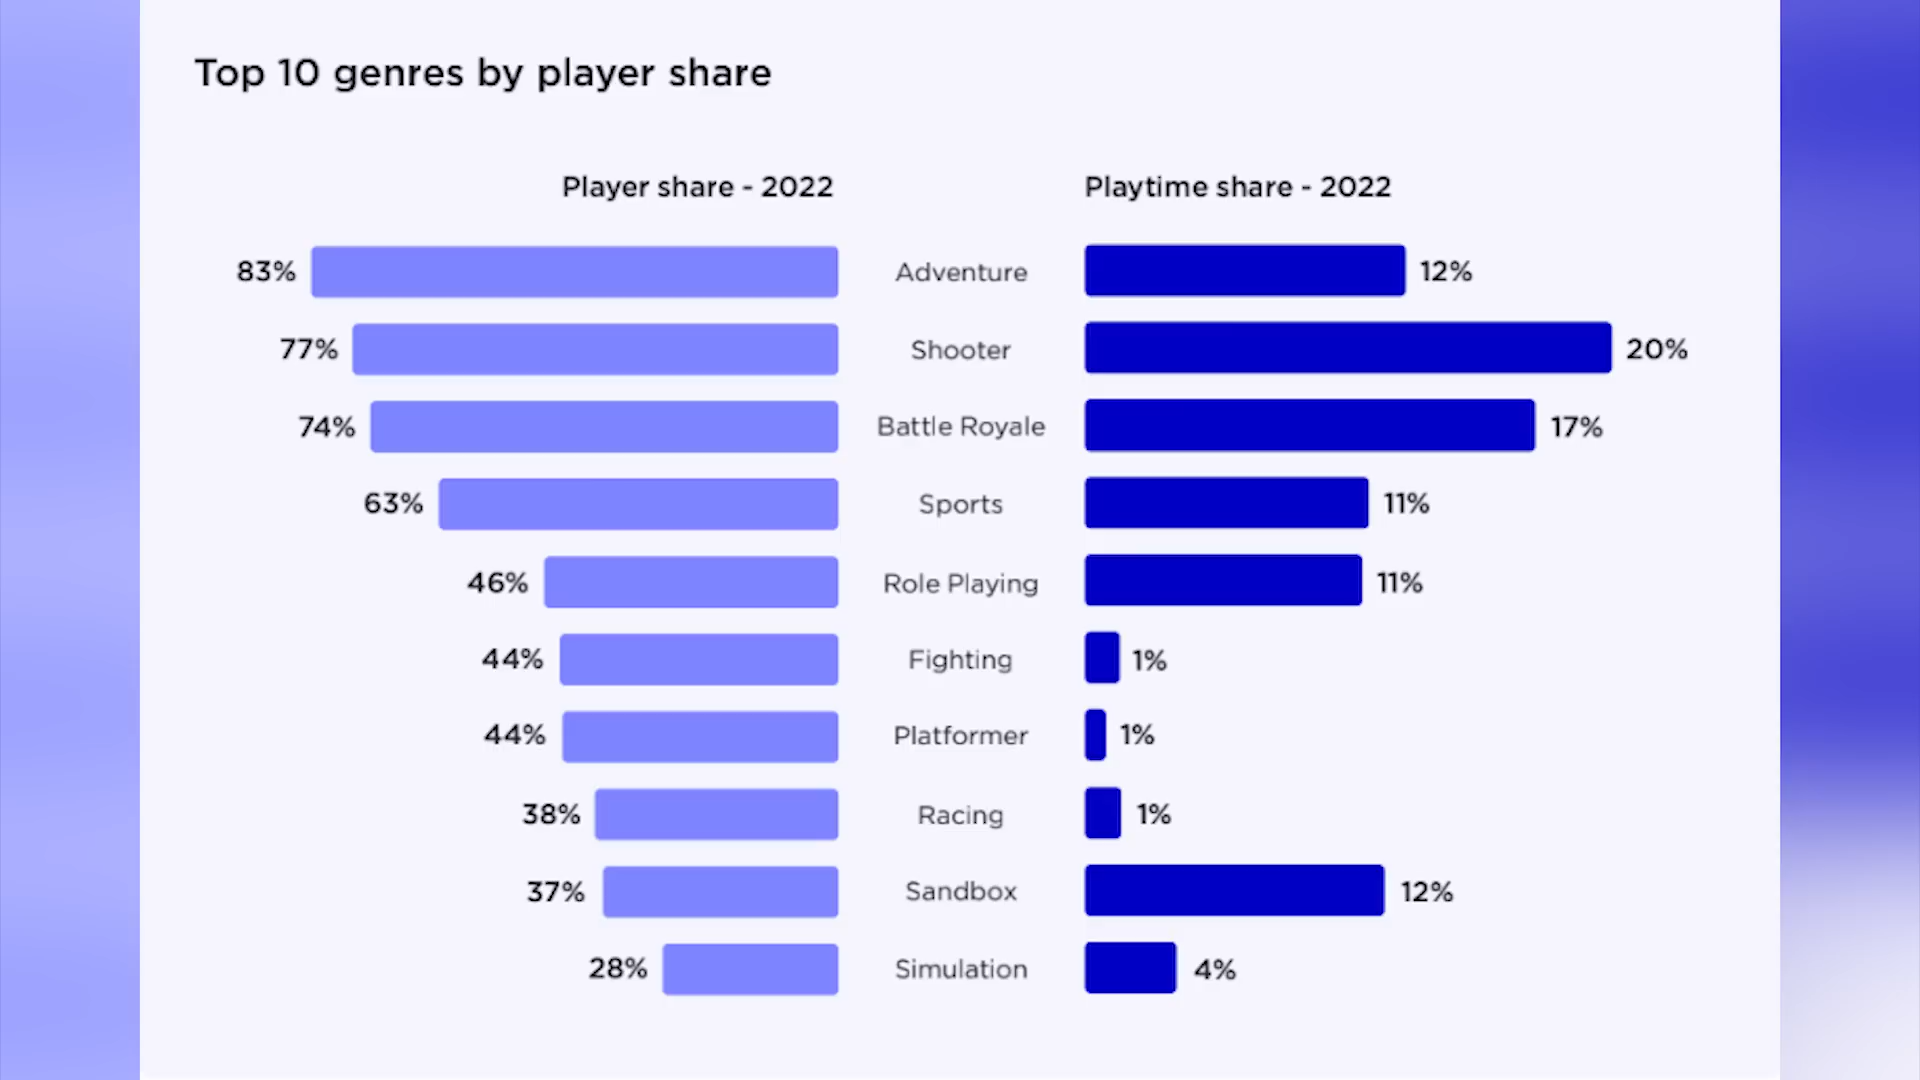 Top 10 genres by player share
Player share - 2022 Playtime share - 2022
83% Adventure 12%
77% Shooter 20%
74% Battle Royale 17%
63% Sports 11%
46% Role Playing 11%
44% Fighting 1%
44% Platformer 1%
38% Racing 1%
37% Sandbox 12%
28% Simulation 4%